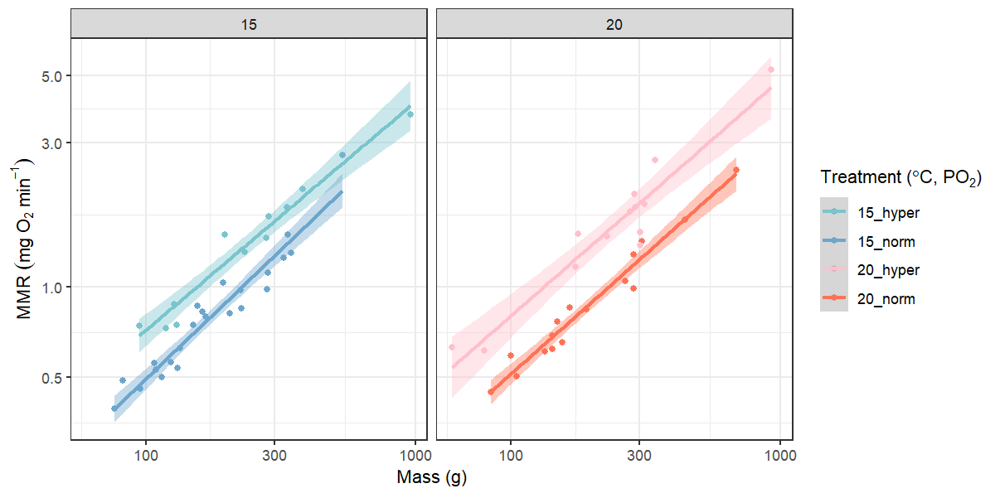 15
20
5.0
3.0
1.0
0.5
MMR (mg O₂ min⁻¹)
100
300
1000
100
300
1000
Mass (g)
Treatment (°C, PO₂)
15_hyper
15_norm
20_hyper
20_norm